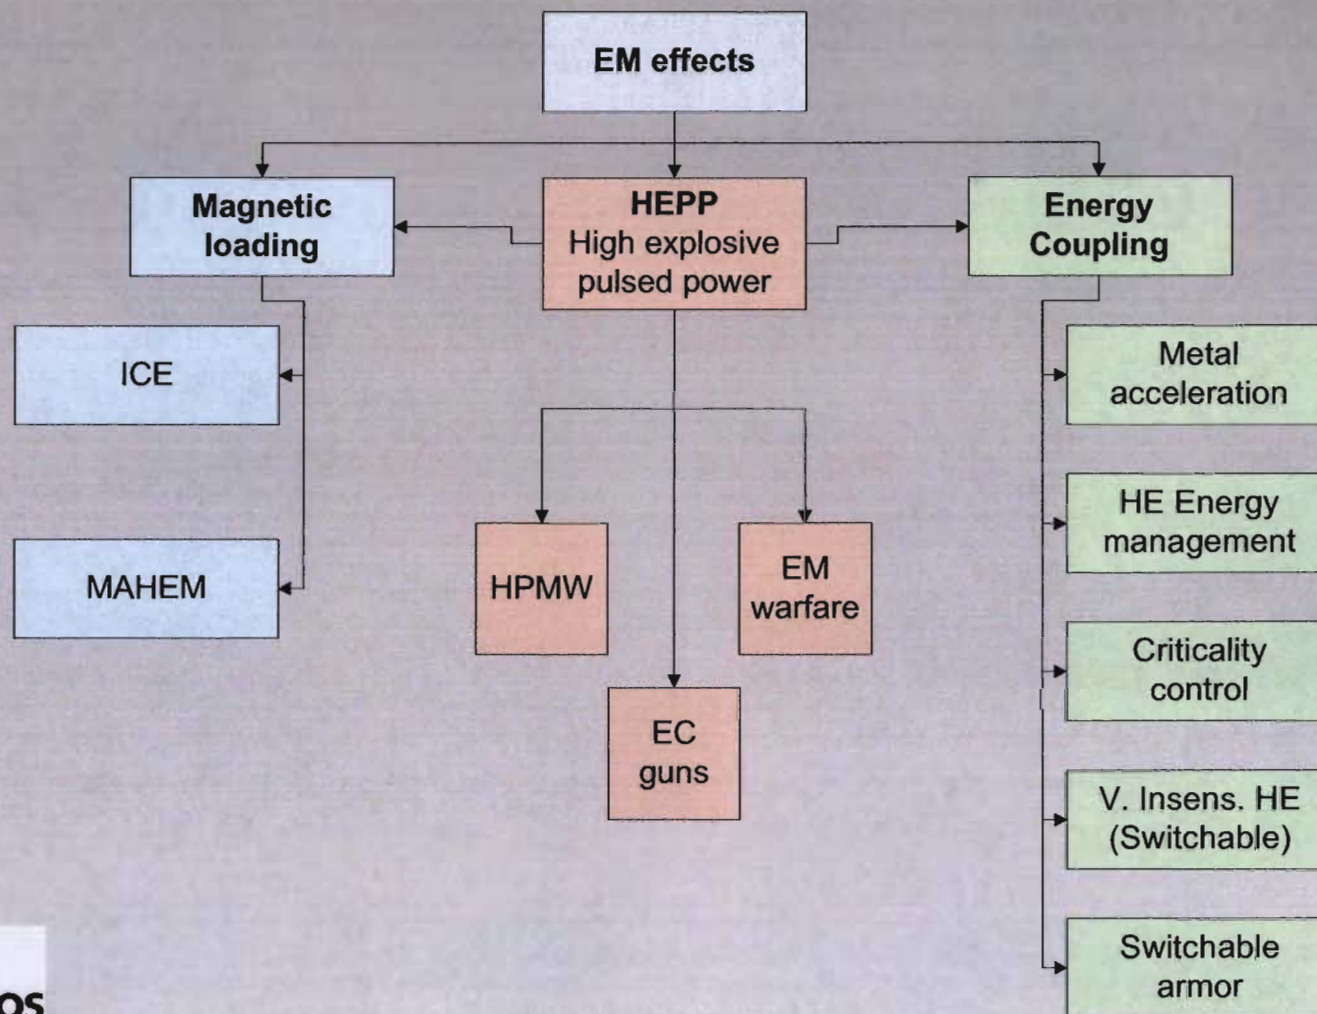 EM effects
Magnetic
loading
HEPP
High explosive
pulsed power
Energy
Coupling
ICE
MAHEM
HPMW
EM
warfare
EC
guns
Metal
acceleration
HE Energy
management
Criticality
control
V. Insens. HE
(Switchable)
Switchable
armor
os